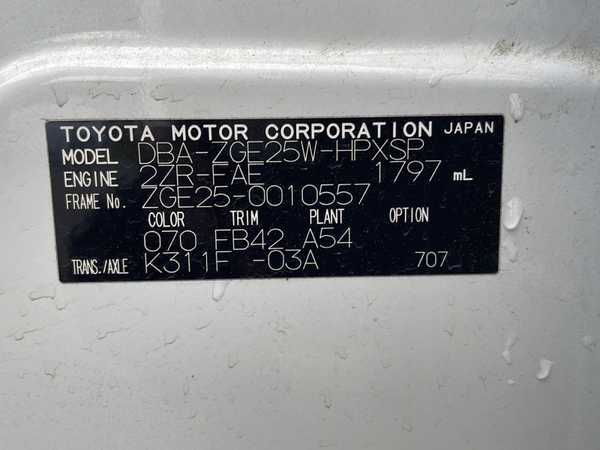 TOYOTA MOTOR CORPORATION JAPAN
MODEL DBA-ZGE25W-HPXSP
ENGINE 2ZR-FAE 1797 mL
FRAME No. ZGE25-0010557
COLOR TRIM PLANT OPTION
070 FB42 A54
TRANS./AXLE K311F -03A 707